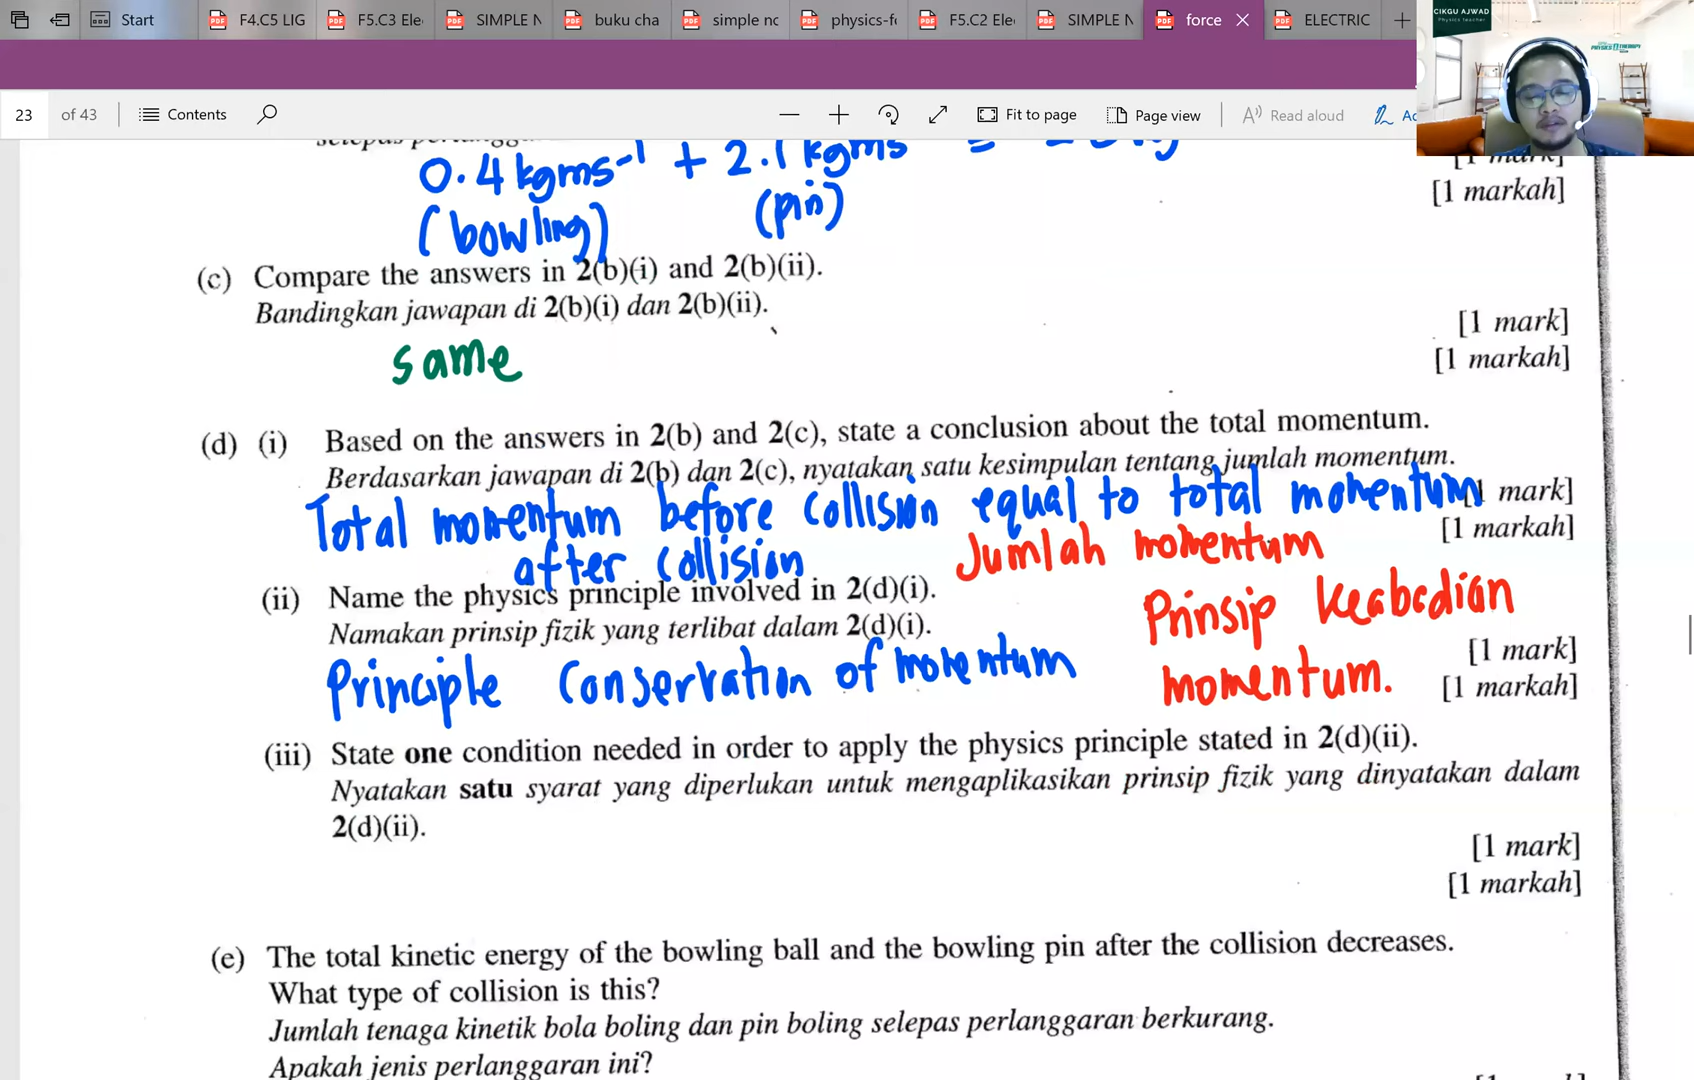 Start
F4.C5 LIG
F5.C3 Ele
SIMPLE N
buku cha
simple nc
physics-f
F5.C2 Ele
SIMPLE N
force
ELECTRIC
CIKGU AJWAD
Physics teacher
23 of 43
Contents
Fit to page
Page view
Read aloud
0.4 kgms-1 + 2.1 kgms
(bowling) (pin)
[1 mark]
[1 markah]
(c) Compare the answers in 2(b)(i) and 2(b)(ii).
Bandingkan jawapan di 2(b)(i) dan 2(b)(ii).
[1 mark]
[1 markah]
same
(d) (i) Based on the answers in 2(b) and 2(c), state a conclusion about the total momentum.
Berdasarkan jawapan di 2(b) dan 2(c), nyatakan satu kesimpulan tentang jumlah momentum.
Total momentum before collision equal to total momentum
mark]
[1 markah]
after collision
Jumlah momentum
(ii) Name the physics principle involved in 2(d)(i).
Namakan prinsip fizik yang terlibat dalam 2(d)(i).
Prinsip keabadian
momentum.
[1 mark]
[1 markah]
Principle Conservation of momentum
(iii) State one condition needed in order to apply the physics principle stated in 2(d)(ii).
Nyatakan satu syarat yang diperlukan untuk mengaplikasikan prinsip fizik yang dinyatakan dalam
2(d)(ii).
[1 mark]
[1 markah]
(e) The total kinetic energy of the bowling ball and the bowling pin after the collision decreases.
What type of collision is this?
Jumlah tenaga kinetik bola boling dan pin boling selepas perlanggaran berkurang.
Apakah jenis perlanggaran ini?